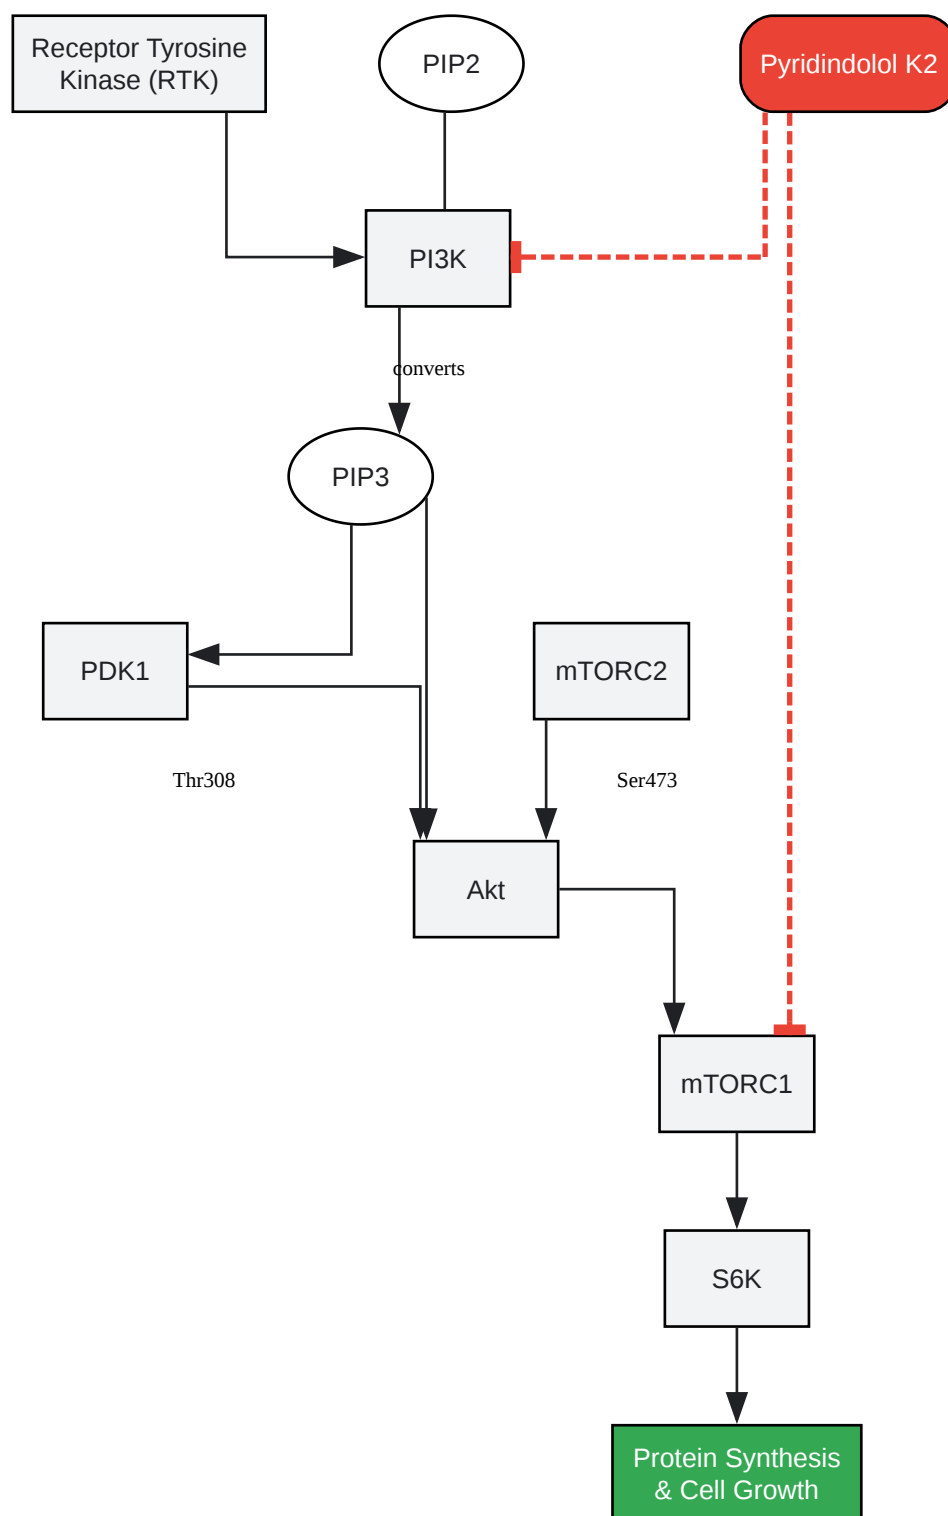 Receptor Tyrosine
Kinase (RTK)
PIP2
Pyridindolol K2
PI3K
converts
PIP3
PDK1
mTORC2
Thr308
Ser473
Akt
mTORC1
S6K
Protein Synthesis
& Cell Growth